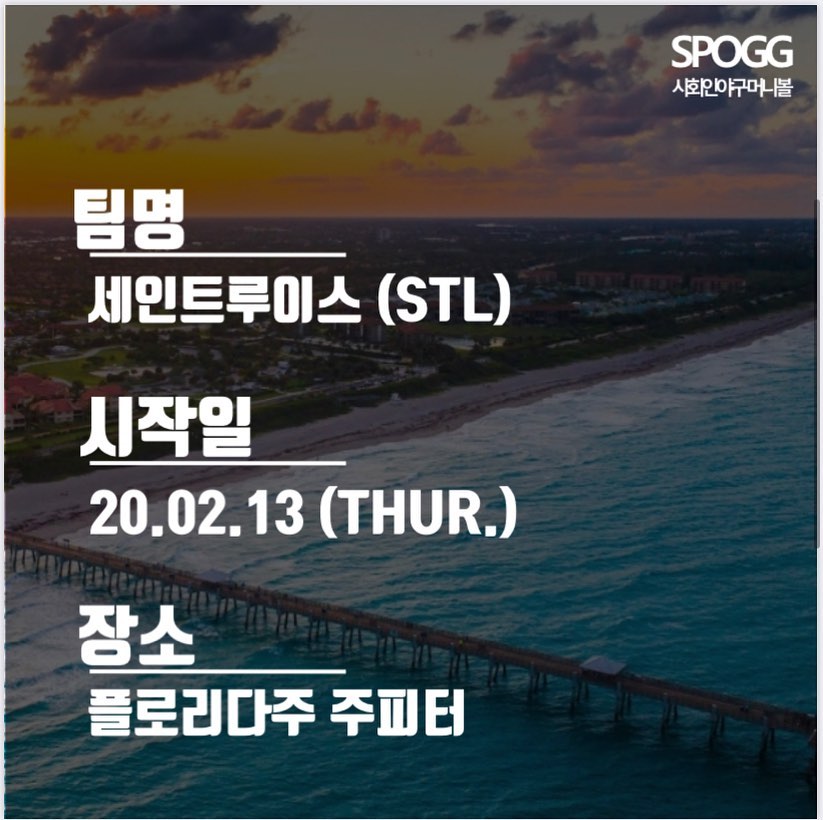 SPOGG
사회인야구머니볼
팀명
세인트루이스 (STL)
시작일
20.02.13 (THUR.)
장소
플로리다주 주피터